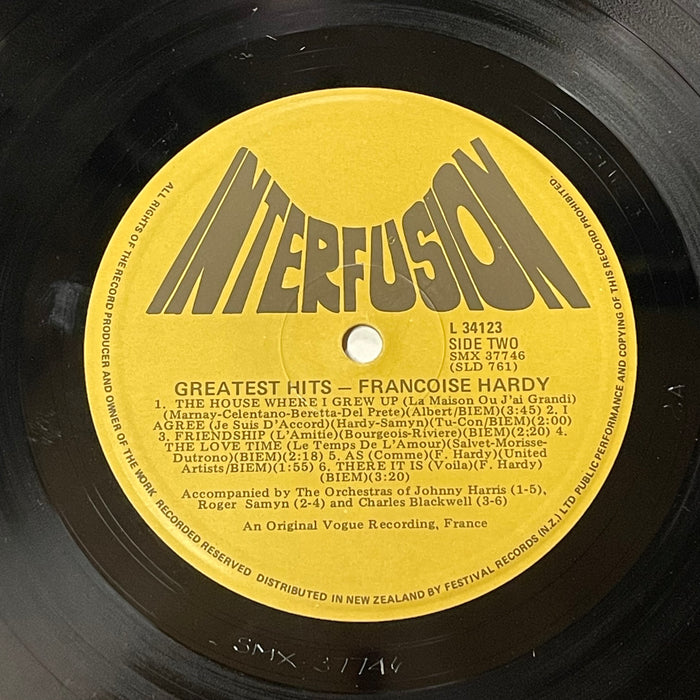 INTERFUSION
L 34123
SIDE TWO
SMX 37746
(SLD 761)
GREATEST HITS — FRANCOISE HARDY
1. THE HOUSE WHERE I GREW UP (La Maison Ou J'ai Grandi)
(Marnay-Celentano-Beretta-Del Prete)(Albert/BIEM)(3:45) 2. I
AGREE (Je Suis D'Accord)(Hardy-Samyn)(Tu-Con/BIEM)(2:00)
3. FRIENDSHIP (L'Amitie)(Bourgeois-Riviere)(BIEM)(2;20) 4.
THE LOVE TIME (Le Temps De L'Amour)(Salvet-Morisse-
Dutrono)(BIEM)(2:18) 5. AS (Comme)(F. Hardy)(United
Artists/BIEM)(1:55) 6. THERE IT IS (Voila)(F. Hardy)
(BIEM)(3:20)
Accompanied by The Orchestras of Johnny Harris (1-5),
Roger Samyn (2-4) and Charles Blackwell (3-6)
An Original Vogue Recording, France
ALL RIGHTS OF THE RECORD PRODUCER AND OWNER OF THE WORK RECORDED RESERVED DISTRIBUTED IN NEW ZEALAND BY FESTIVAL RECORDS (N.Z.) LTD PUBLIC PERFORMANCE AND COPYING OF THIS RECORD PROHIBITED.